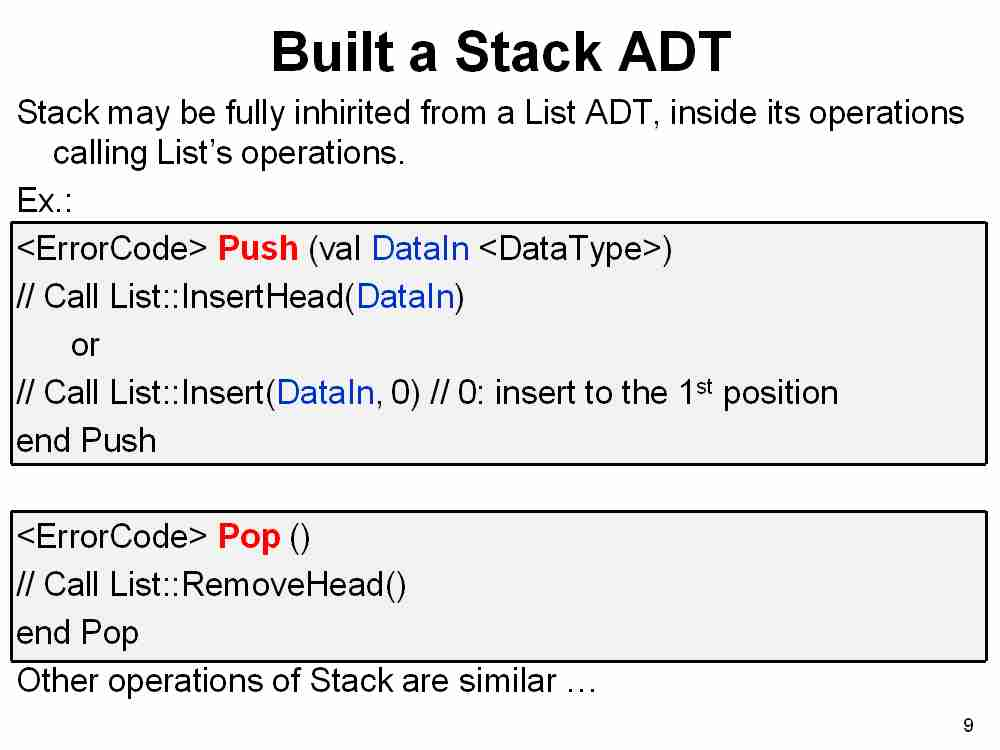 Built a Stack ADT
Stack may be fully inhirited from a List ADT, inside its operations
calling List’s operations.
Ex.:
<ErrorCode> Push (val DataIn <DataType>)
// Call List::InsertHead(DataIn)
or
// Call List::Insert(DataIn, 0) // 0: insert to the 1st position
end Push
<ErrorCode> Pop ()
// Call List::RemoveHead()
end Pop
Other operations of Stack are similar …
9